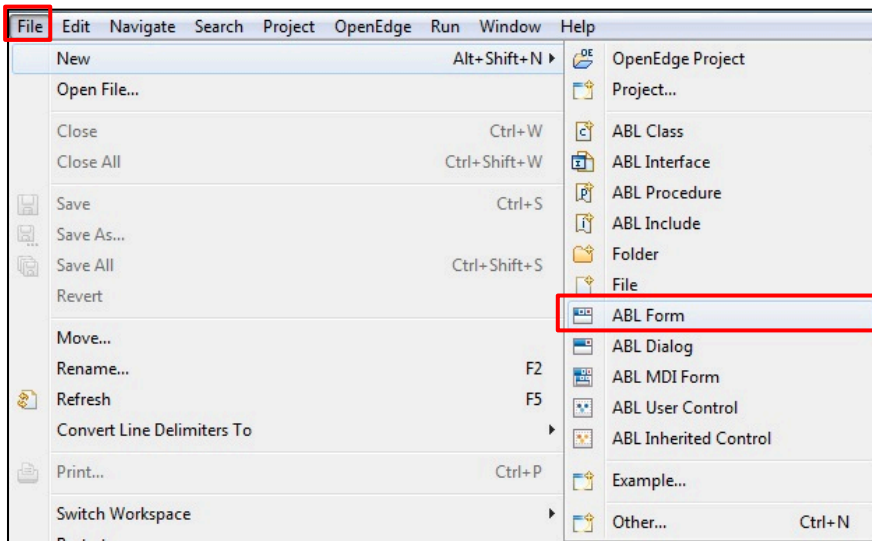 File Edit Navigate Search Project OpenEdge Run Window Help
New Alt+Shift+N
Open File...
Close Ctrl+W
Close All Ctrl+Shift+W
Save Ctrl+S
Save As...
Save All Ctrl+Shift+S
Revert
Move...
Rename... F2
Refresh F5
Convert Line Delimiters To
Print... Ctrl+P
Switch Workspace
OpenEdge Project
Project...
ABL Class
ABL Interface
ABL Procedure
ABL Include
Folder
File
ABL Form
ABL Dialog
ABL MDI Form
ABL User Control
ABL Inherited Control
Example...
Other... Ctrl+N